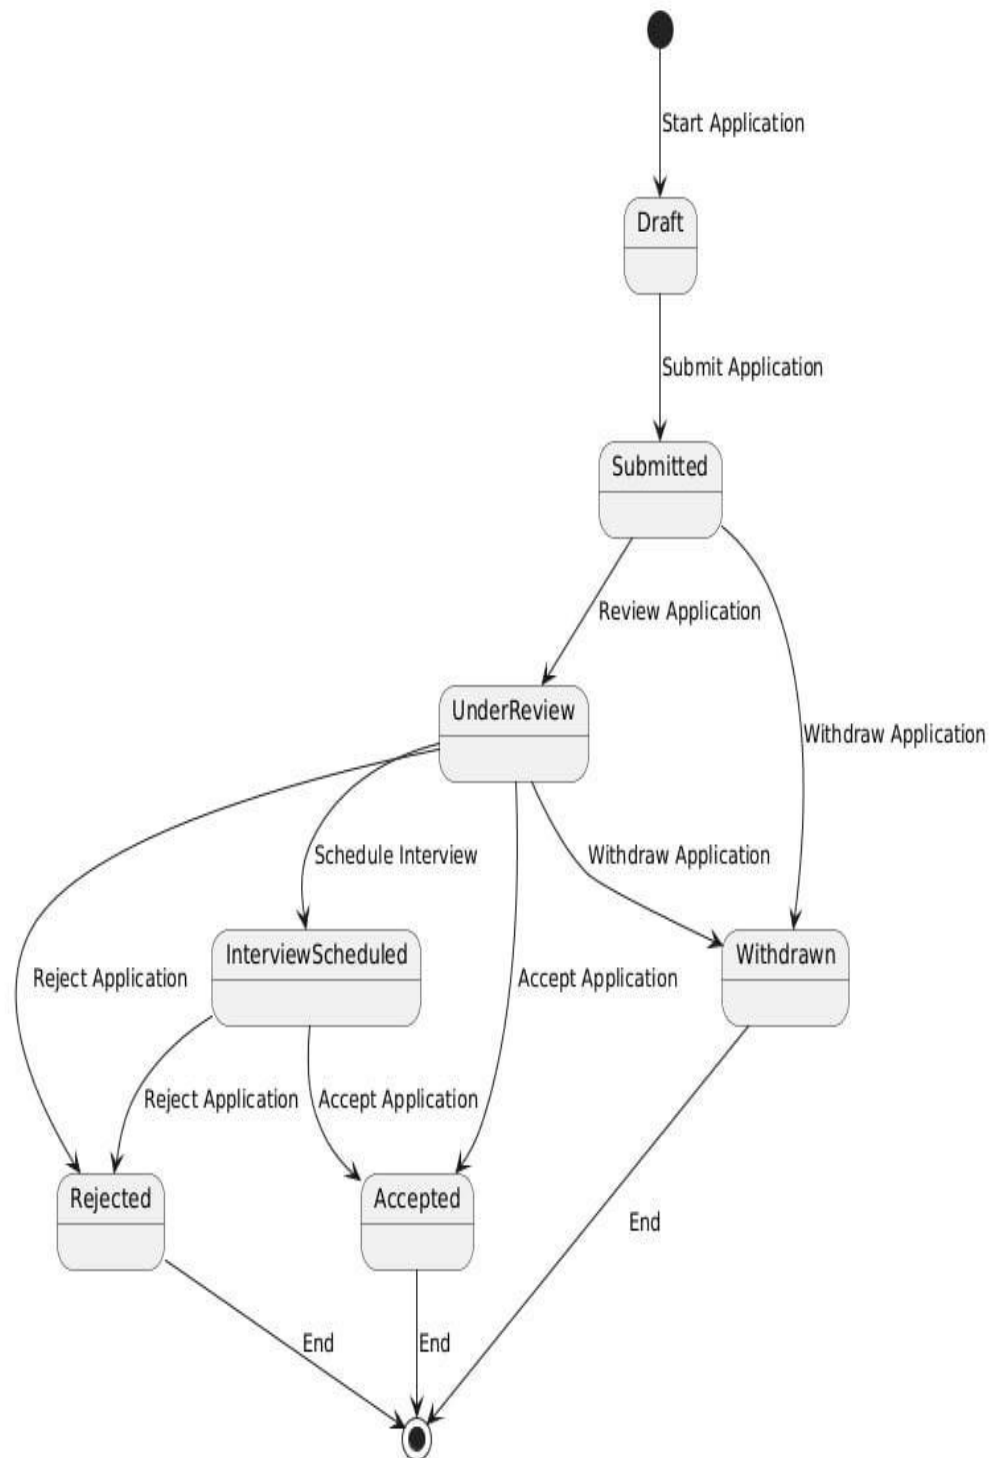 Start Application
Draft
Submit Application
Submitted
Review Application
UnderReview
Withdraw Application
Schedule Interview
Withdraw Application
InterviewScheduled
Withdrawn
Reject Application
Accept Application
Reject Application
Accept Application
Rejected
Accepted
End
End
End